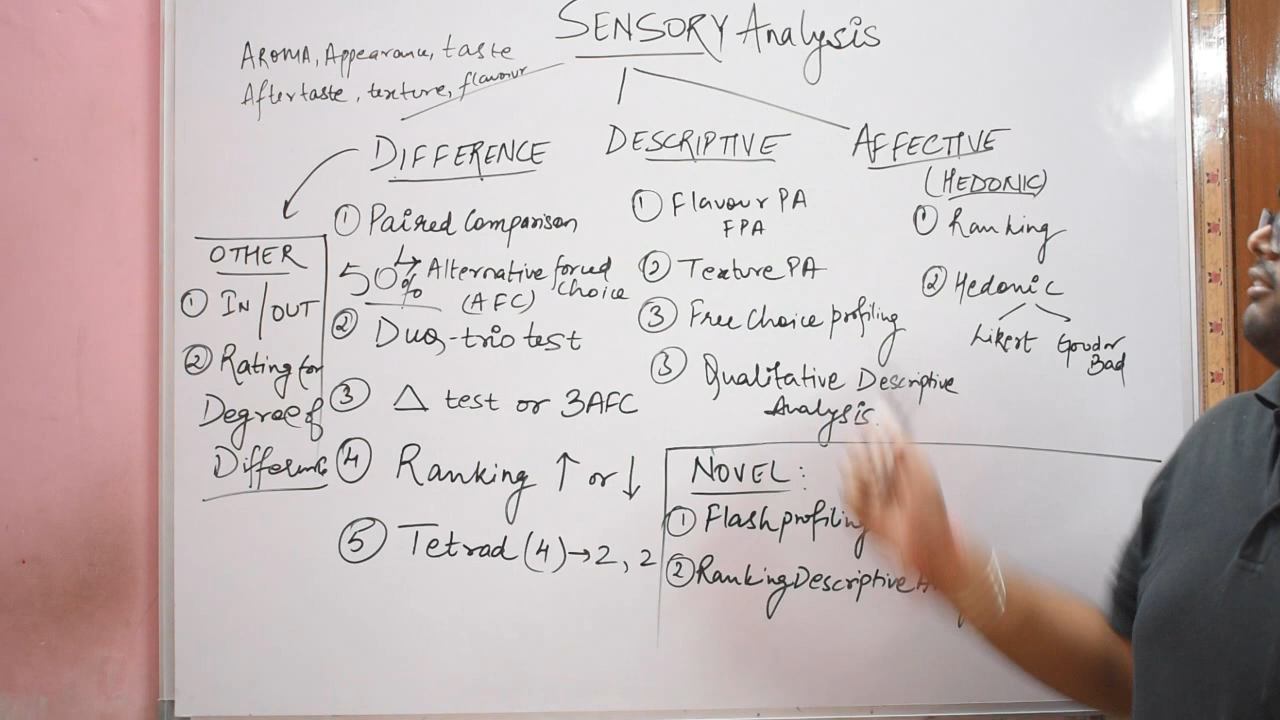 SENSORY Analysis
AROMA, Appearance, taste
Aftertaste, texture, flavour
DIFFERENCE
① Paired Comparison
↳ Alternative forced choice
50%
(AFC)
② Duo-trio test
③ △ test or 3AFC
④ Ranking ↑ or ↓
⑤ Tetrad (4) → 2, 2
OTHER
① IN/OUT
② Rating for
Degree of
Difference
DESCRIPTIVE
① Flavour PA
FPA
② Texture PA
③ Free Choice profiling
③ Qualitative Descriptive
Analysis.
NOVEL:
① Flash profiling
② Ranking Descriptive
AFFECTIVE
(HEDONIC)
① Ranking
② Hedonic
Likert
Good or
Bad